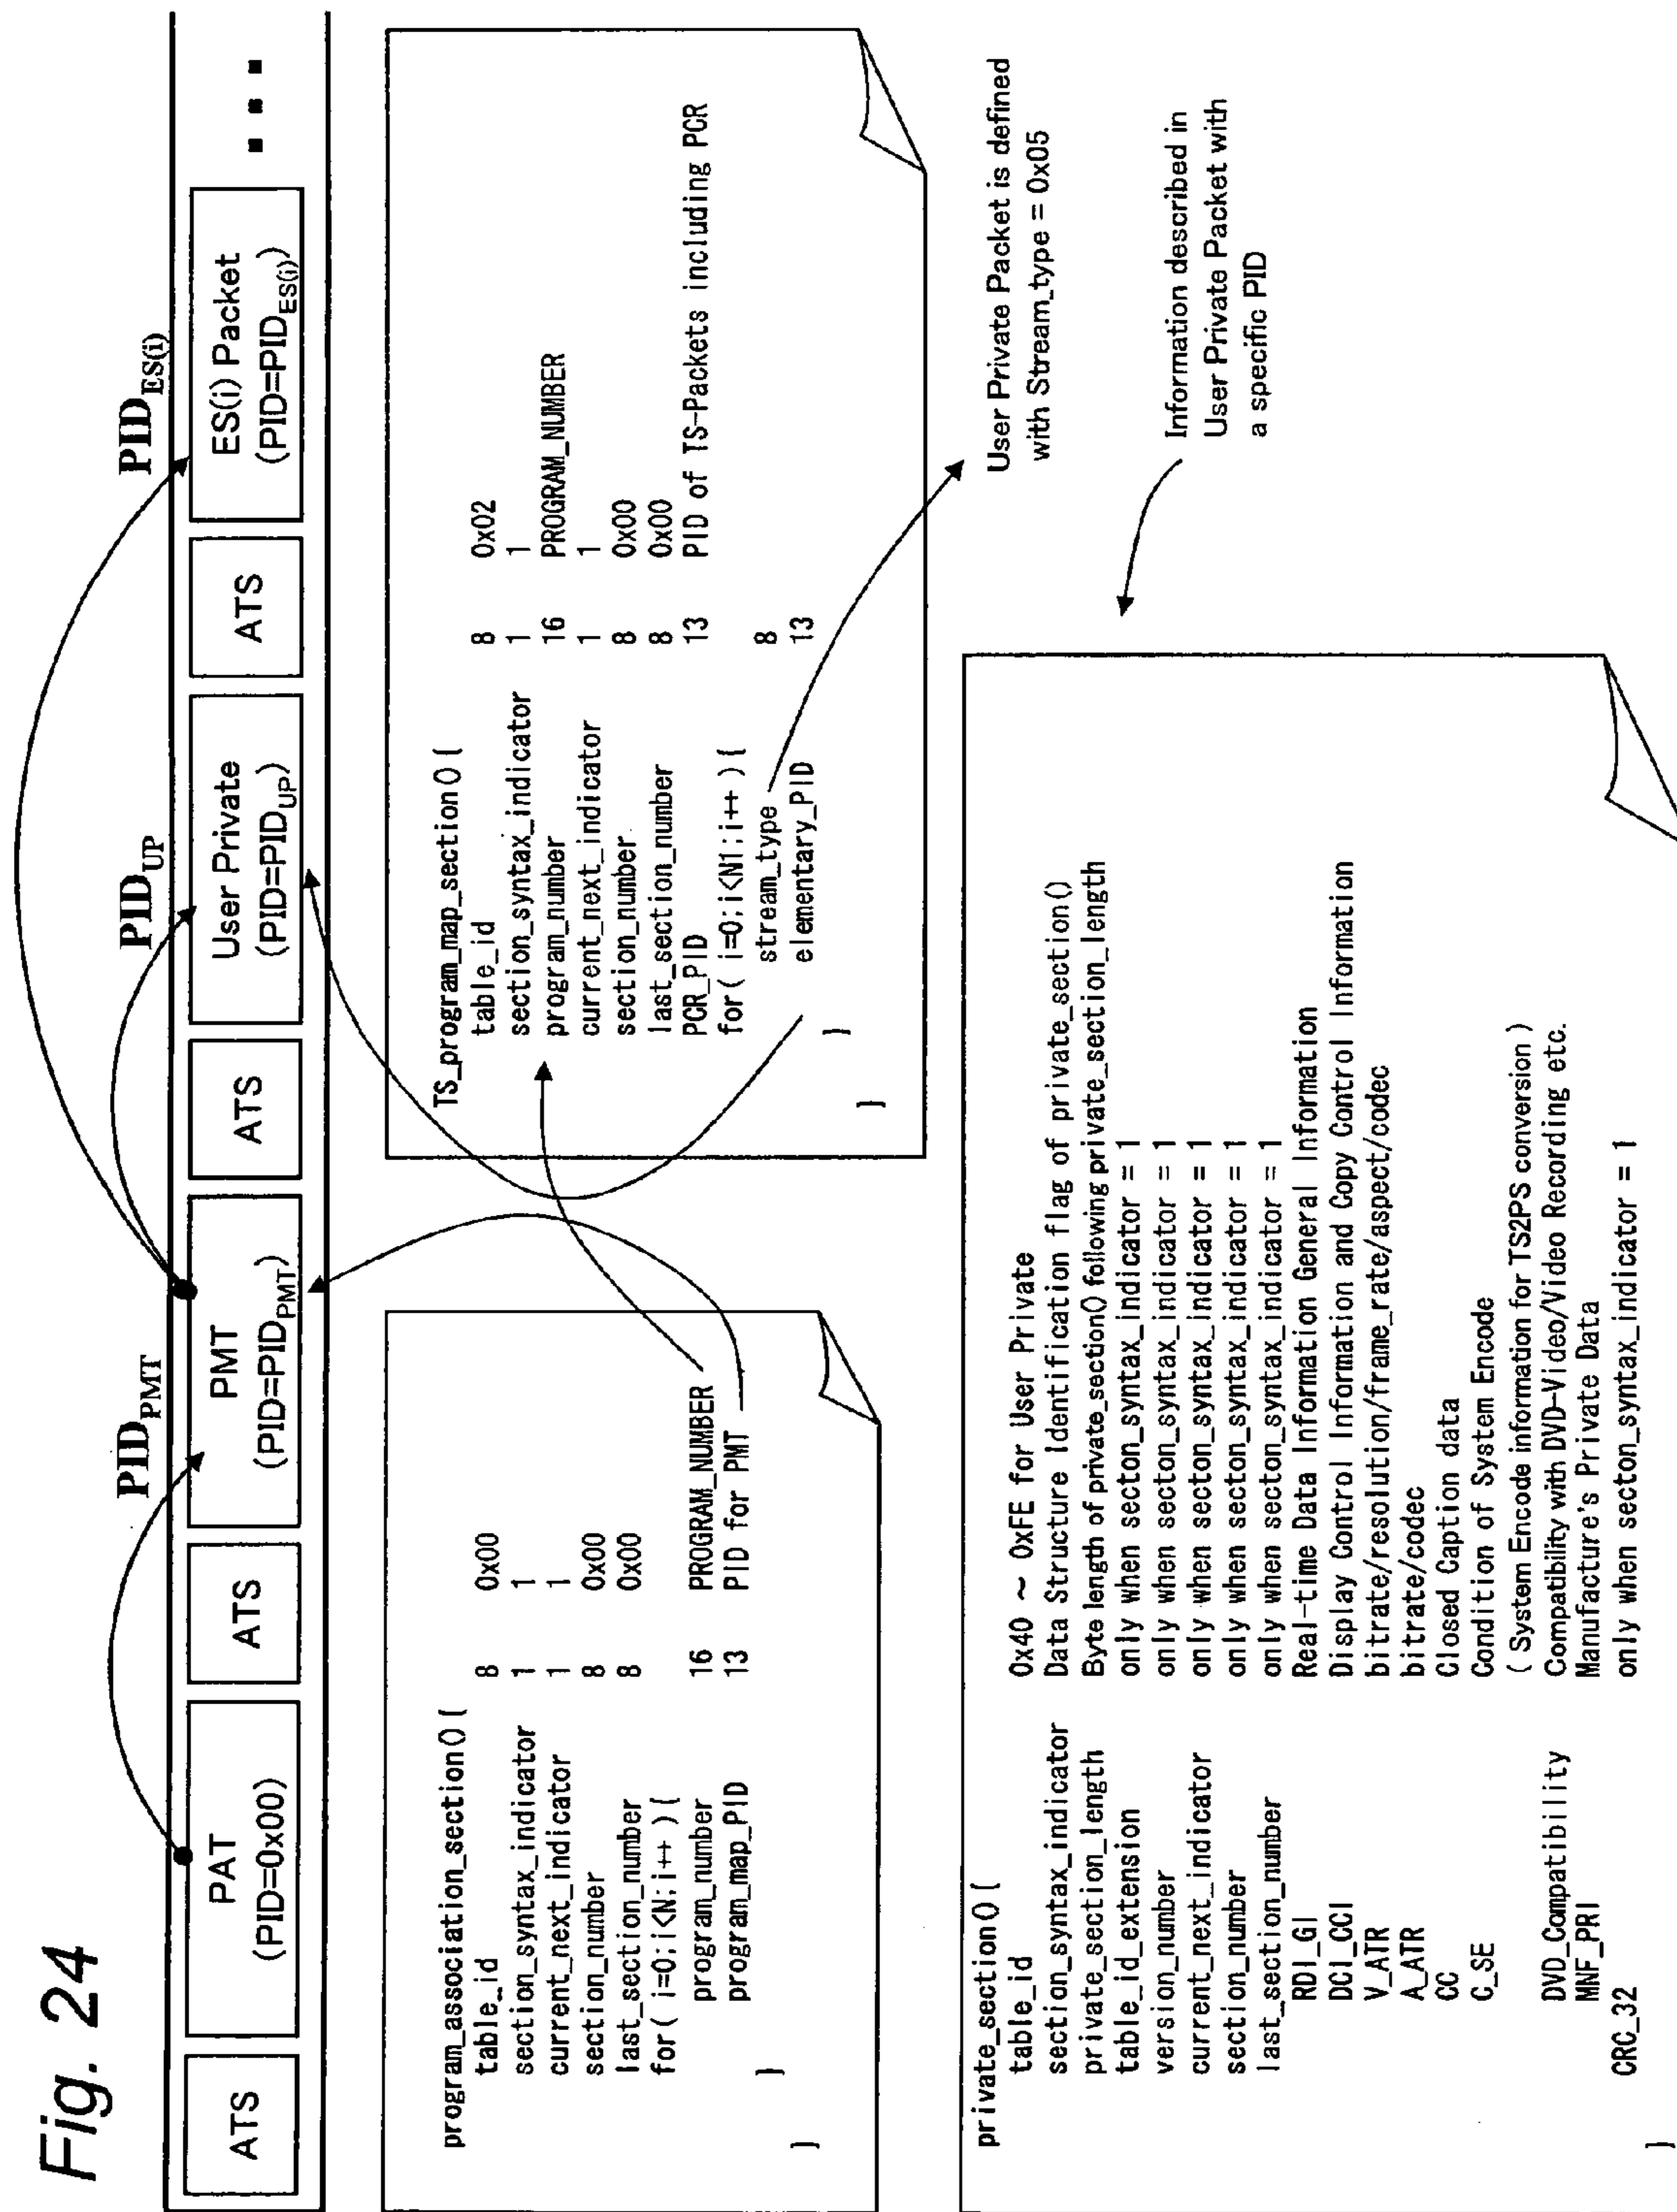 Fig. 24
PID_PMT
PID_UP
PID_ES(i)
ATS
PAT
(PID=0x00)
ATS
PMT
(PID=PID_PMT)
ATS
User Private
(PID=PID_UP)
ATS
ES(i) Packet
(PID=PID_ES(i))
program_association_section() {
table_id 8 0x00
section_syntax_indicator 1 1
current_next_indicator 1 1
section_number 8 0x00
last_section_number 8 0x00
for( i=0;i<N;i++ ){
program_number 16 PROGRAM_NUMBER
program_map_PID 13 PID for PMT
}
}
TS_program_map_section() {
table_id 8 0x02
section_syntax_indicator 1 1
program_number 16 PROGRAM_NUMBER
current_next_indicator 1 1
section_number 8 0x00
last_section_number 8 0x00
PCR_PID 13 PID of TS-Packets including PCR
for( i=0;i<N1;i++ ){
stream_type 8
elementary_PID 13
}
}
User Private Packet is defined
with Stream_type = 0x05
private_section() {
table_id 0x40 ~ 0xFE for User Private
section_syntax_indicator Data Structure Identification flag of private_section()
private_section_length Byte length of private_section() following private_section_length
table_id_extension only when secton_syntax_indicator = 1
version_number only when secton_syntax_indicator = 1
current_next_indicator only when secton_syntax_indicator = 1
section_number only when secton_syntax_indicator = 1
last_section_number only when secton_syntax_indicator = 1
RDI_GI Real-time Data Information General Information
DCI_CCI Display Control Information and Copy Control Information
V_ATR bitrate/resolution/frame_rate/aspect/codec
A_ATR bitrate/codec
CC Closed Caption data
C_SE Condition of System Encode
( System Encode information for TS2PS conversion )
DVD_Compatibility Compatibility with DVD-Video/Video Recording etc.
MNF_PRI Manufacture's Private Data
CRC_32 only when secton_syntax_indicator = 1
}
Information described in
User Private Packet with
a specific PID